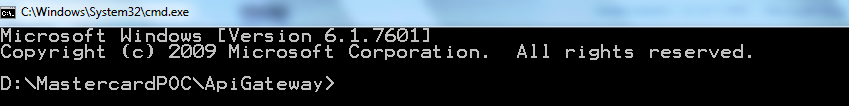 C:\Windows\System32\cmd.exe
Microsoft Windows [Version 6.1.7601]
Copyright (c) 2009 Microsoft Corporation.  All rights reserved.
D:\MastercardPOC\ApiGateway>